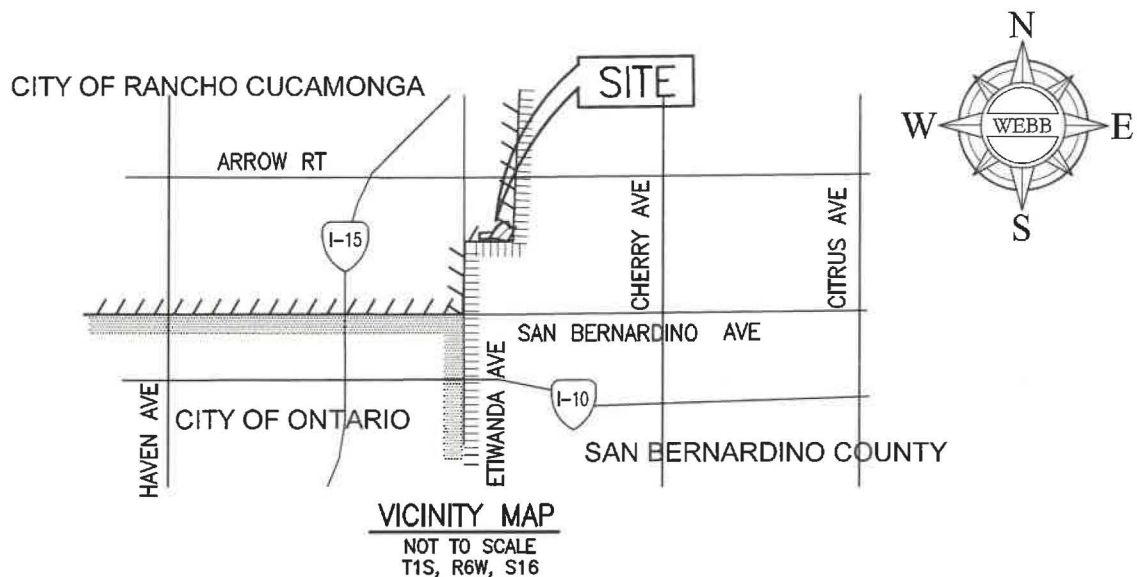 CITY OF RANCHO CUCAMONGA
SITE
N
W
WEBB
E
S
ARROW RT
I-15
CHERRY AVE
CITRUS AVE
SAN BERNARDINO AVE
HAVEN AVE
CITY OF ONTARIO
ETIWANDA AVE
I-10
SAN BERNARDINO COUNTY
VICINITY MAP
NOT TO SCALE
T1S, R6W, S16